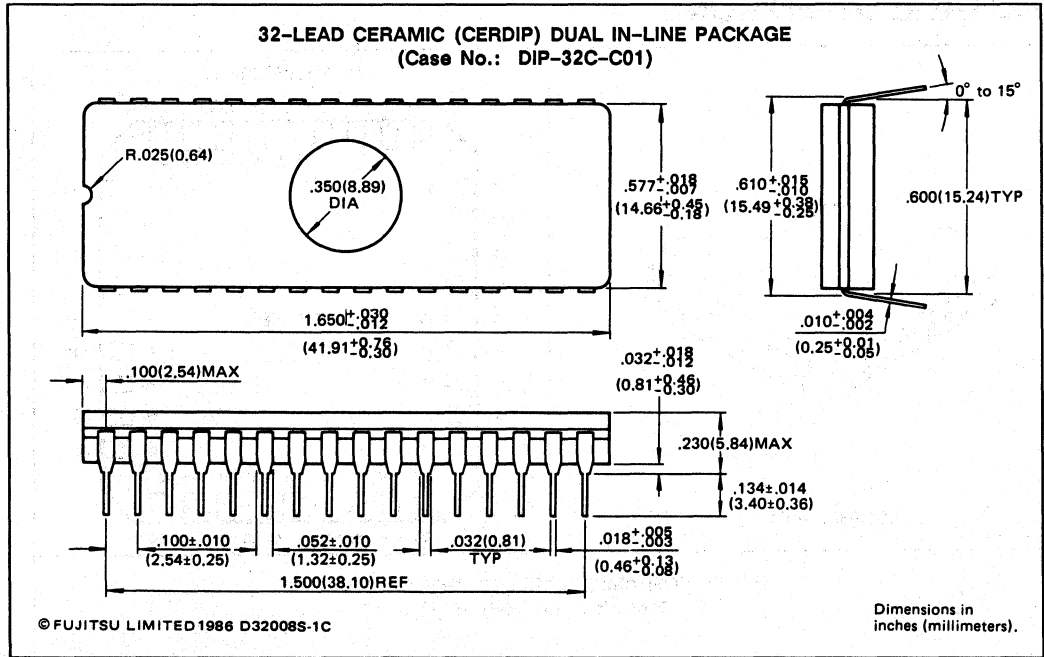 32-LEAD CERAMIC (CERDIP) DUAL IN-LINE PACKAGE
(Case No.: DIP-32C-C01)
R.025(0.64)
.350(8.89)
DIA
.577+.018 -.007
(14.66+0.45 -0.18)
.610+.015 -.010
(15.49+0.38 -0.25)
0° to 15°
.600(15.24)TYP
1.650+.030 -.012
(41.91+0.76 -0.30)
.010+.004 -.002
(0.25+0.01 -0.05)
.100(2.54)MAX
.032+.018 -.012
(0.81+0.46 -0.30)
.230(5.84)MAX
.134±.014
(3.40±0.36)
.100±.010
(2.54±0.25)
.052±.010
(1.32±0.25)
.032(0.81)
TYP
.018+.005 -.003
(0.46+0.13 -0.08)
1.500(38.10)REF
©FUJITSU LIMITED 1986 D32008S-1C
Dimensions in
inches (millimeters).